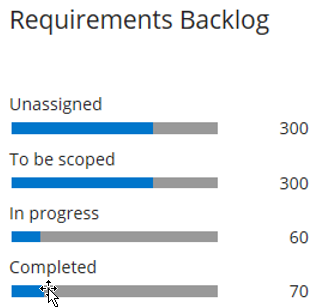 Requirements Backlog
Unassigned
300
To be scoped
300
In progress
60
Completed
70